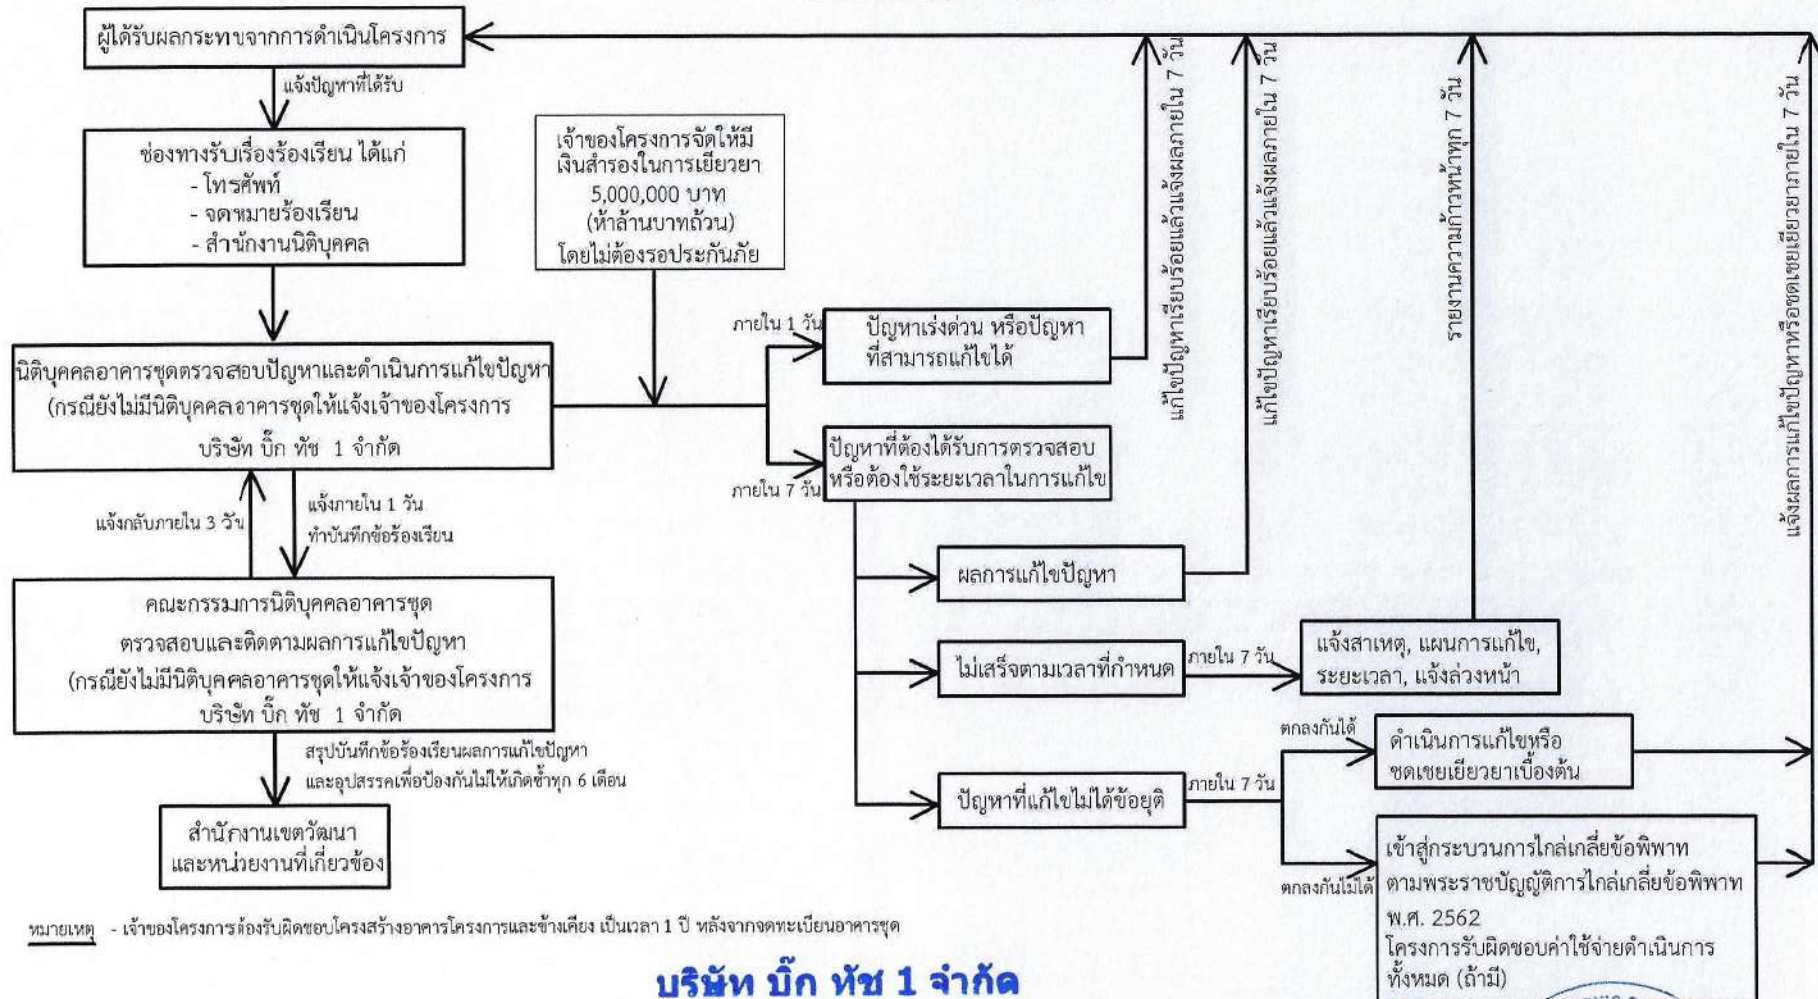 ผู้ได้รับผลกระทบจากการดำเนินโครงการ
แจ้งปัญหาที่ได้รับ
ช่องทางรับเรื่องร้องเรียน ได้แก่
- โทรศัพท์
- จดหมายร้องเรียน
- สำนักงานนิติบุคคล
เจ้าของโครงการจัดให้มี
เงินสำรองในการเยียวยา
5,000,000 บาท
(ห้าล้านบาทถ้วน)
โดยไม่ต้องรอประกันภัย
นิติบุคคลอาคารชุดตรวจสอบปัญหาและดำเนินการแก้ไขปัญหา
(กรณียังไม่มีนิติบุคคลอาคารชุดให้แจ้งเจ้าของโครงการ
บริษัท บิ๊ก ทัช 1 จำกัด
แจ้งกลับภายใน 3 วัน
แจ้งภายใน 1 วัน
ทำบันทึกข้อร้องเรียน
คณะกรรมการนิติบุคคลอาคารชุด
ตรวจสอบและติดตามผลการแก้ไขปัญหา
(กรณียังไม่มีนิติบุคคลอาคารชุดให้แจ้งเจ้าของโครงการ
บริษัท บิ๊ก ทัช 1 จำกัด
สรุปบันทึกข้อร้องเรียนผลการแก้ไขปัญหา
และอุปสรรคเพื่อป้องกันไม่ให้เกิดซ้ำทุก 6 เดือน
สำนักงานเขตวัฒนา
และหน่วยงานที่เกี่ยวข้อง
ภายใน 1 วัน
ปัญหาเร่งด่วน หรือปัญหา
ที่สามารถแก้ไขได้
ภายใน 7 วัน
ปัญหาที่ต้องได้รับการตรวจสอบ
หรือต้องใช้ระยะเวลาในการแก้ไข
ผลการแก้ไขปัญหา
ไม่เสร็จตามเวลาที่กำหนด
ภายใน 7 วัน
แจ้งสาเหตุ, แผนการแก้ไข,
ระยะเวลา, แจ้งล่วงหน้า
ปัญหาที่แก้ไขไม่ได้ข้อยุติ
ภายใน 7 วัน
ตกลงกันได้
ดำเนินการแก้ไขหรือ
ชดเชยเยียวยาเบื้องต้น
ตกลงกันไม่ได้
เข้าสู่กระบวนการไกล่เกลี่ยข้อพิพาท
ตามพระราชบัญญัติการไกล่เกลี่ยข้อพิพาท
พ.ศ. 2562
โครงการรับผิดชอบค่าใช้จ่ายดำเนินการ
ทั้งหมด (ถ้ามี)
แก้ไขปัญหาเรียบร้อยแล้วแจ้งผลภายใน 7 วัน
แก้ไขปัญหาเรียบร้อยแล้วแจ้งผลภายใน 7 วัน
รายงานความก้าวหน้าทุก 7 วัน
แจ้งผลการแก้ไขปัญหาหรือชดเชยเยียวยาภายใน 7 วัน
หมายเหตุ - เจ้าของโครงการต้องรับผิดชอบโครงสร้างอาคารโครงการและข้างเคียง เป็นเวลา 1 ปี หลังจากจดทะเบียนอาคารชุด
บริษัท บิ๊ก ทัช 1 จำกัด